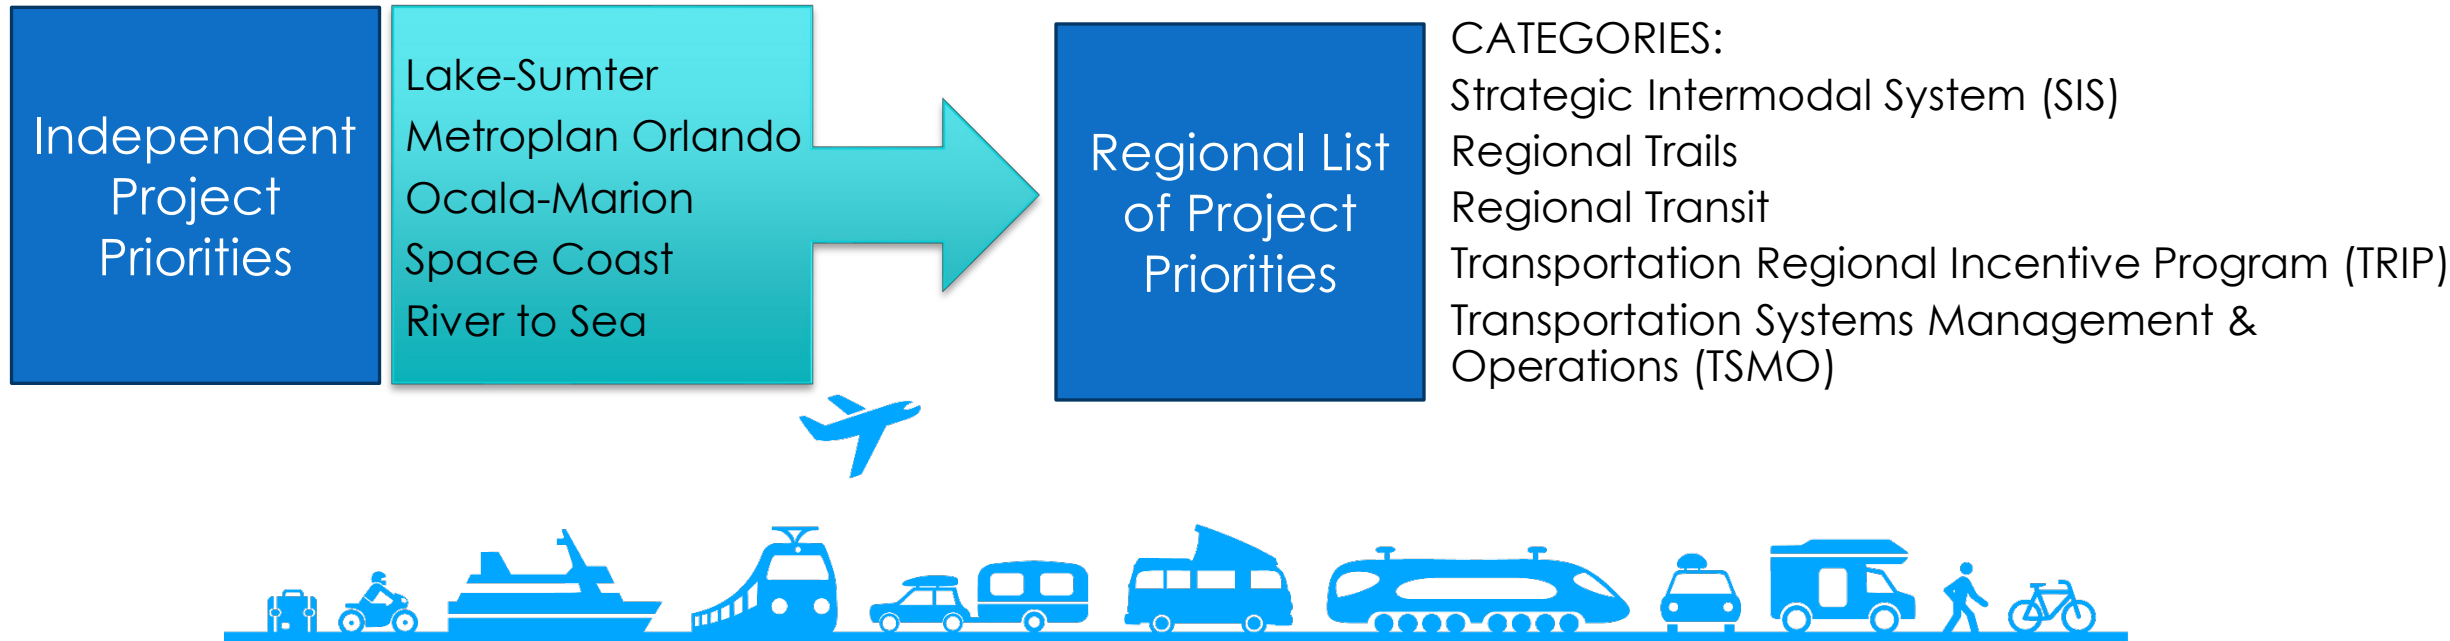 Independent
Project
Priorities
Lake-Sumter
Metroplan Orlando
Ocala-Marion
Space Coast
River to Sea
Regional List
of Project
Priorities
CATEGORIES:
Strategic Intermodal System (SIS)
Regional Trails
Regional Transit
Transportation Regional Incentive Program (TRIP)
Transportation Systems Management &
Operations (TSMO)